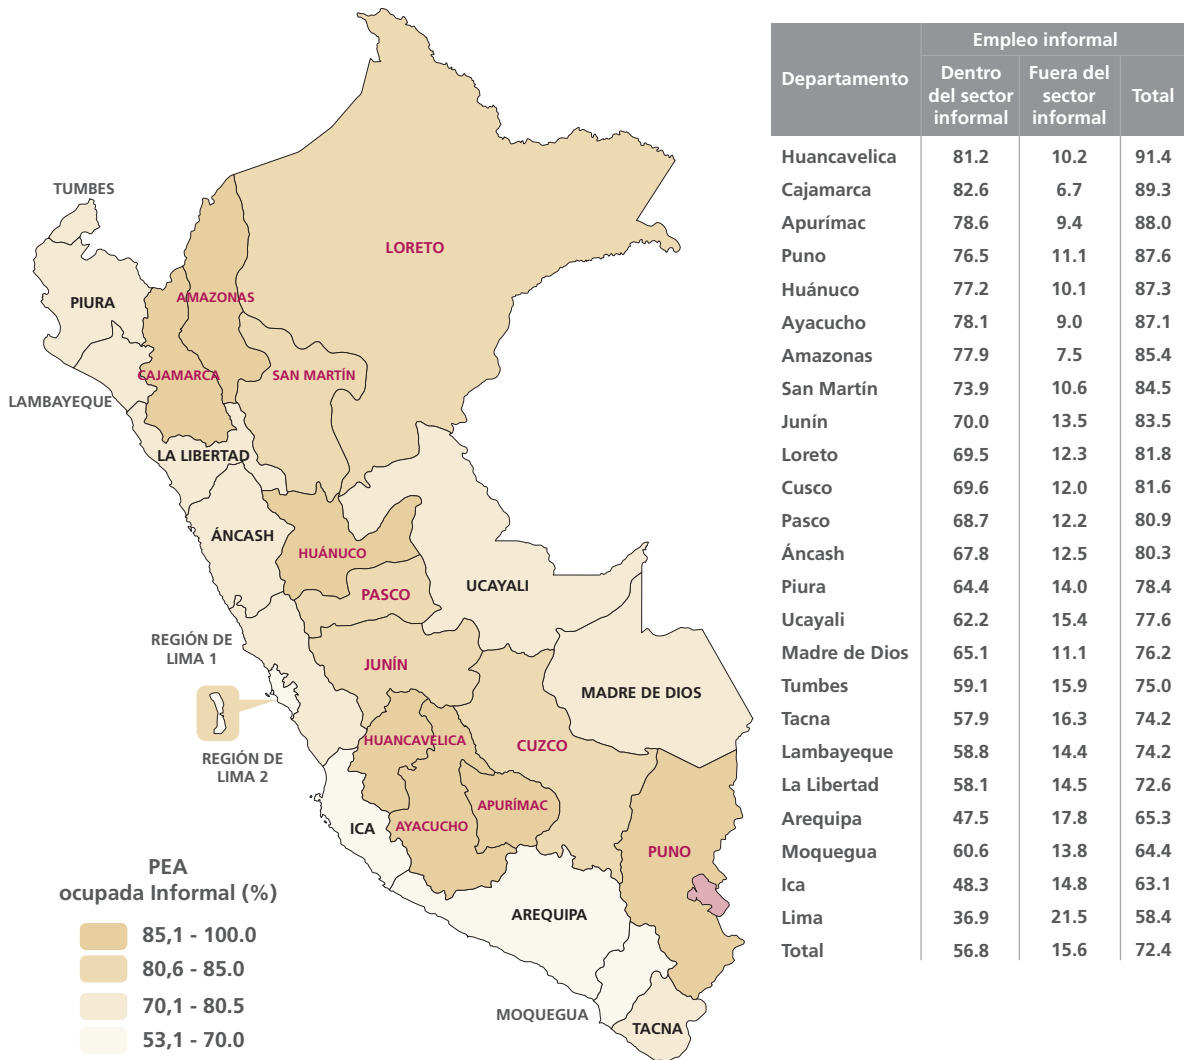 TUMBES
LORETO
PIURA
AMAZONAS
CAJAMARCA
SAN MARTÍN
LAMBAYEQUE
LA LIBERTAD
ÁNCASH
HUÁNUCO
UCAYALI
PASCO
REGIÓN DE
LIMA 1
JUNÍN
MADRE DE DIOS
HUANCAVELICA
CUZCO
REGIÓN DE
LIMA 2
APURÍMAC
ICA
AYACUCHO
PUNO
AREQUIPA
MOQUEGUA
TACNA
PEA
ocupada Informal (%)
85,1 - 100.0
80,6 - 85.0
70,1 - 80.5
53,1 - 70.0
Departamento
Empleo informal
Dentro
del sector
informal
Fuera del
sector
informal
Total
Huancavelica 81.2 10.2 91.4
Cajamarca 82.6 6.7 89.3
Apurímac 78.6 9.4 88.0
Puno 76.5 11.1 87.6
Huánuco 77.2 10.1 87.3
Ayacucho 78.1 9.0 87.1
Amazonas 77.9 7.5 85.4
San Martín 73.9 10.6 84.5
Junín 70.0 13.5 83.5
Loreto 69.5 12.3 81.8
Cusco 69.6 12.0 81.6
Pasco 68.7 12.2 80.9
Áncash 67.8 12.5 80.3
Piura 64.4 14.0 78.4
Ucayali 62.2 15.4 77.6
Madre de Dios 65.1 11.1 76.2
Tumbes 59.1 15.9 75.0
Tacna 57.9 16.3 74.2
Lambayeque 58.8 14.4 74.2
La Libertad 58.1 14.5 72.6
Arequipa 47.5 17.8 65.3
Moquegua 60.6 13.8 64.4
Ica 48.3 14.8 63.1
Lima 36.9 21.5 58.4
Total 56.8 15.6 72.4